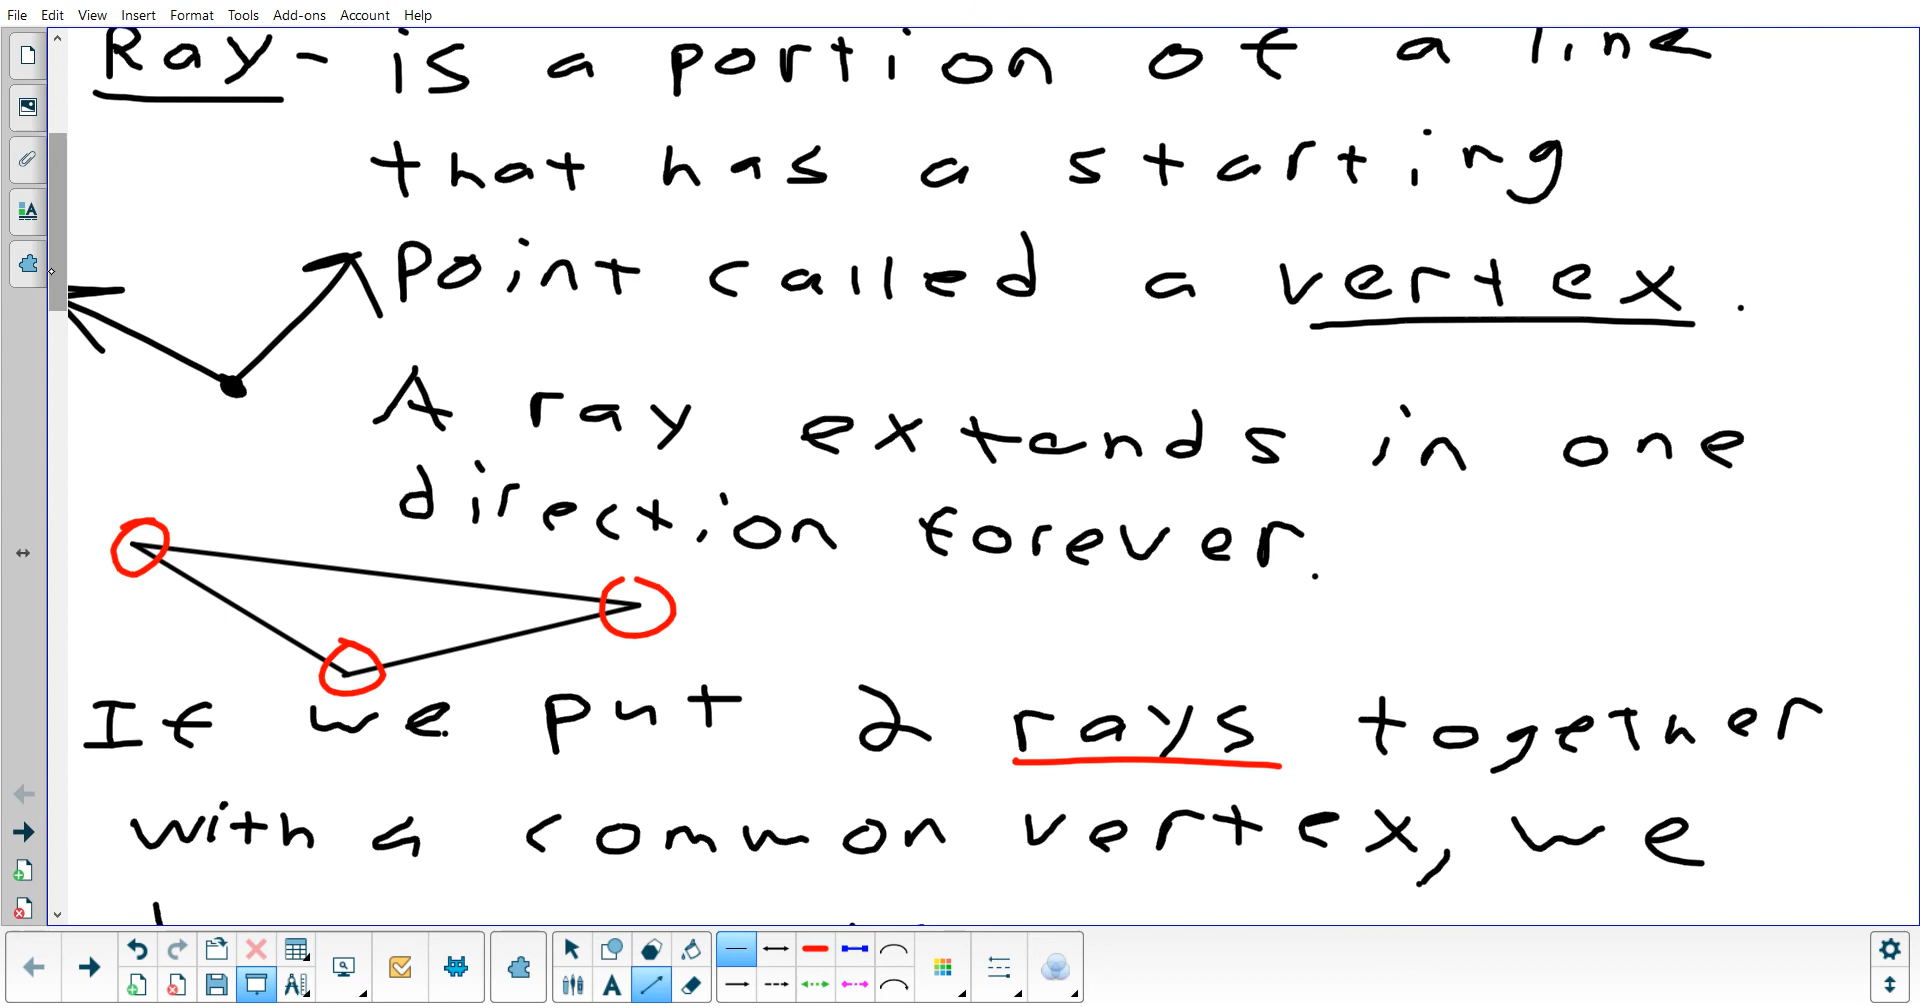 File Edit View Insert Format Tools Add-ons Account Help
Ray - is a portion of a line
that has a starting
Point called a vertex.
A ray extends in one
direction forever.
If we put 2 rays together
with a common vertex, we